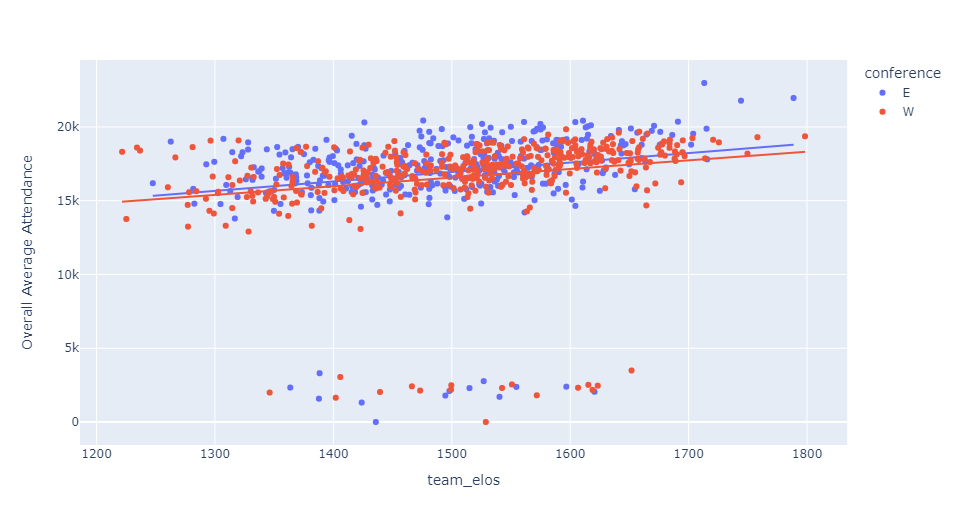 conference
E
W
Overall Average Attendance
20k
15k
10k
5k
0
1200 1300 1400 1500 1600 1700 1800
team_elos